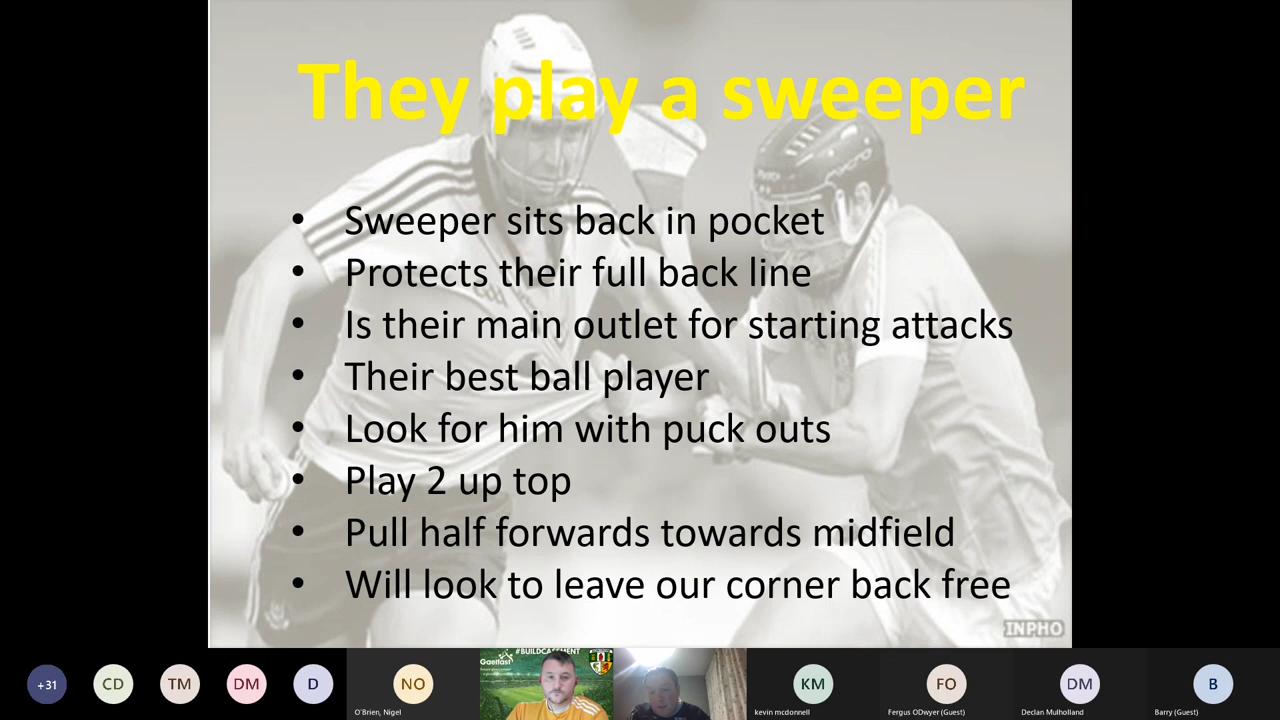 They play a sweeper
• Sweeper sits back in pocket
• Protects their full back line
• Is their main outlet for starting attacks
• Their best ball player
• Look for him with puck outs
• Play 2 up top
• Pull half forwards towards midfield
• Will look to leave our corner back free
INPHO
+31
CD
TM
DM
D
NO
O'Brien, Nigel
#BUILDCASEMENT
Gaelfast
KM
kevin mcdonnell
FO
Fergus ODwyer (Guest)
DM
Declan Mulholland
B
Barry (Guest)